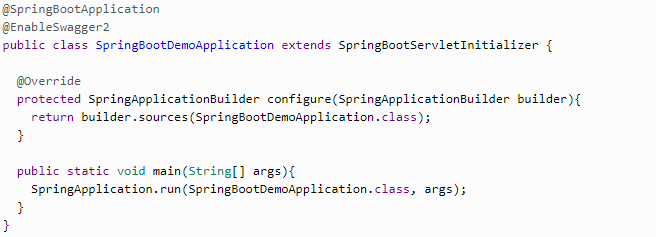 @SpringBootApplication
@EnableSwagger2
public class SpringBootDemoApplication extends SpringBootServletInitializer {
@Override
protected SpringApplicationBuilder configure(SpringApplicationBuilder builder){
return builder.sources(SpringBootDemoApplication.class);
}
public static void main(String[] args){
SpringApplication.run(SpringBootDemoApplication.class, args);
}
}